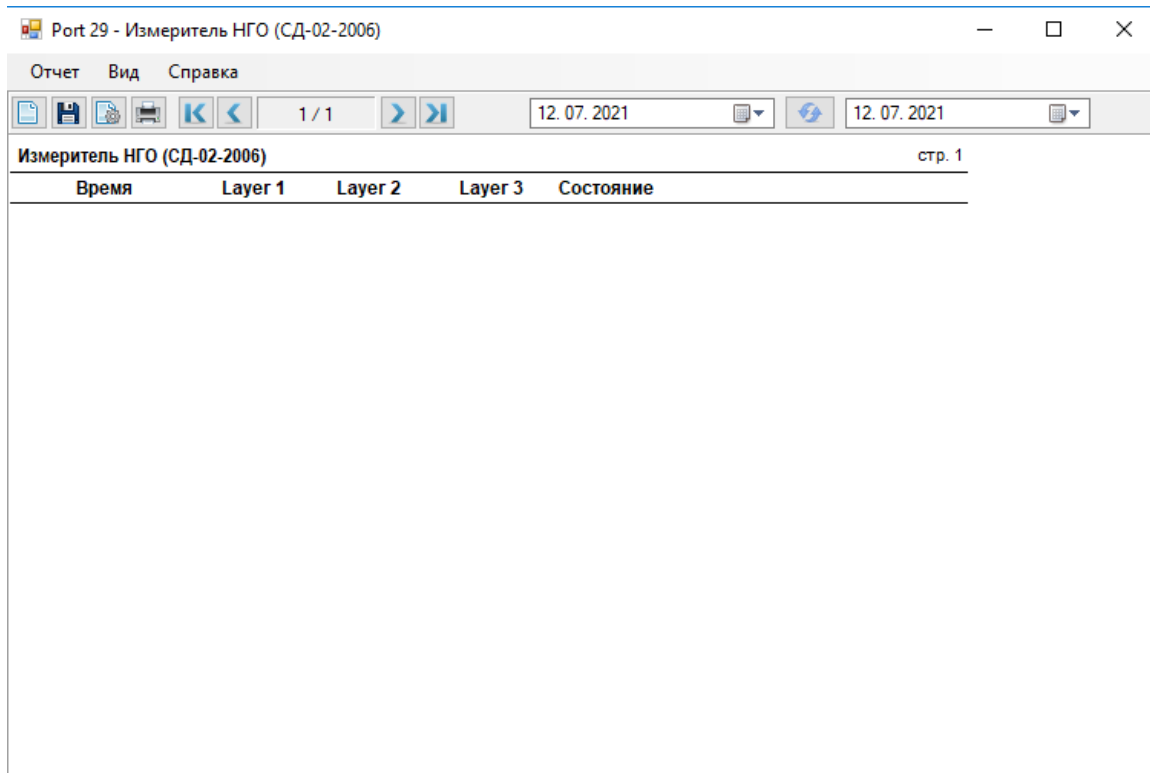 Port 29 - Измеритель НГО (СД-02-2006)
Отчет Вид Справка
1 / 1 12. 07. 2021 12. 07. 2021
Измеритель НГО (СД-02-2006) стр. 1
Время Layer 1 Layer 2 Layer 3 Состояние